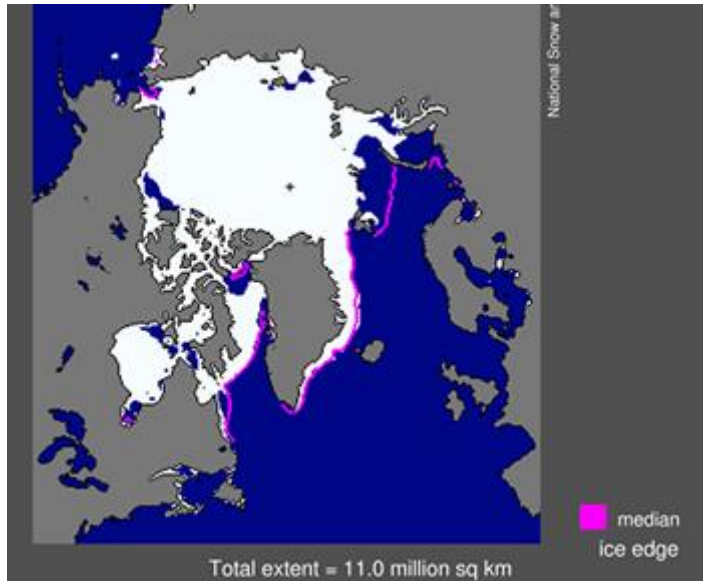 National Snow an
median
ice edge
Total extent = 11.0 million sq km